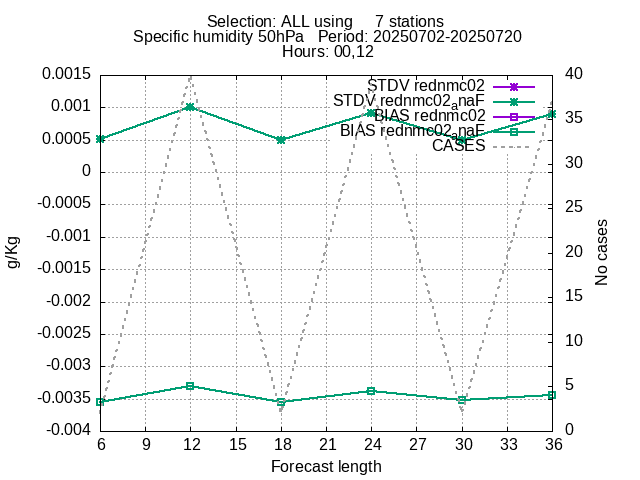 Selection: ALL using 7 stations
Specific humidity 50hPa Period: 20250702-20250720
Hours: 00,12
STDV rednmc02
STDV rednmc02anaF
BIAS rednmc02
BIAS rednmc02anaF
CASES
0.0015
0.001
0.0005
0
-0.0005
-0.001
-0.0015
-0.002
-0.0025
-0.003
-0.0035
-0.004
g/Kg
40
35
30
25
20
15
10
5
0
No cases
6 9 12 15 18 21 24 27 30 33 36
Forecast length